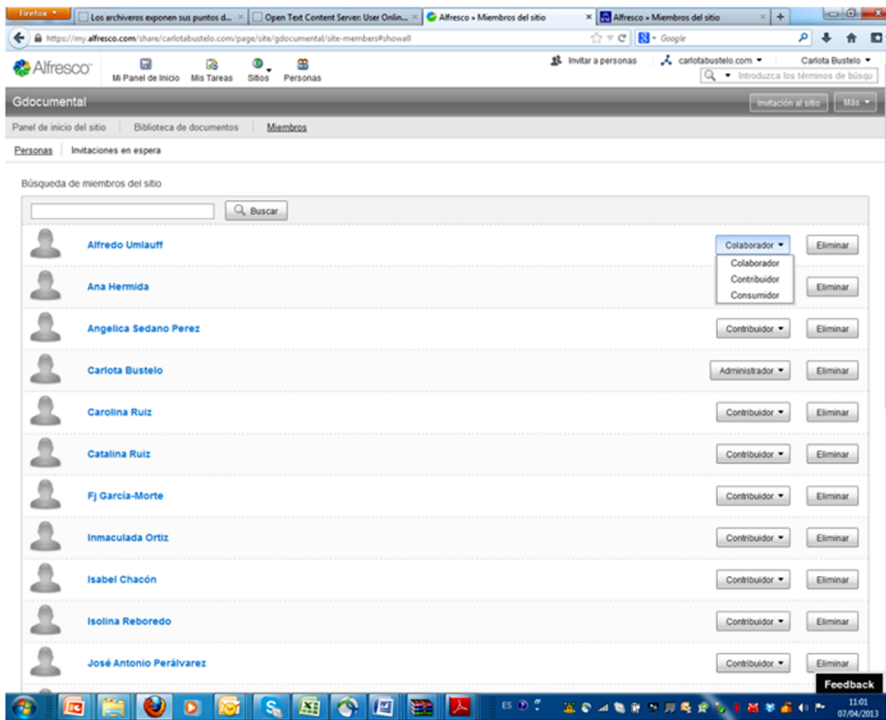 Firefox
Los archiveros exponen sus puntos d...
Open Text Content Server: User Onlin...
Alfresco » Miembros del sitio
Alfresco » Miembros del sitio
https://my.alfresco.com/share/carlotabustelo.com/page/site/gdocumental/site-members#showall
Google
Alfresco
Mi Panel de Inicio
Mis Tareas
Sitios
Personas
Invitar a personas
carlotabustelo.com
Carlota Bustelo
Introduzca los términos de búsqu
Gdocumental
Invitación al sitio
Más
Panel de inicio del sitio
Biblioteca de documentos
Miembros
Personas
Invitaciones en espera
Búsqueda de miembros del sitio
Buscar
Alfredo Umlauff
Colaborador
Eliminar
Colaborador
Contribuidor
Consumidor
Ana Hermida
Eliminar
Angelica Sedano Perez
Contribuidor
Eliminar
Carlota Bustelo
Administrador
Eliminar
Carolina Ruiz
Contribuidor
Eliminar
Catalina Ruiz
Contribuidor
Eliminar
Fj García-Morte
Contribuidor
Eliminar
Inmaculada Ortiz
Contribuidor
Eliminar
Isabel Chacón
Contribuidor
Eliminar
Isolina Reboredo
Contribuidor
Eliminar
José Antonio Perálvarez
Contribuidor
Eliminar
Feedback
ES
11:01
07/04/2013